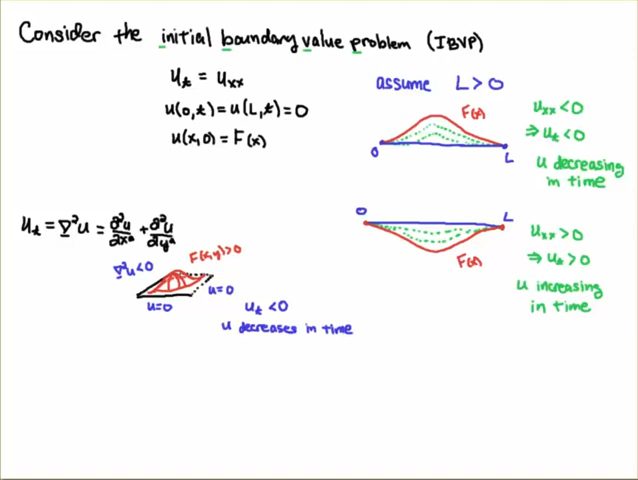 Consider the initial boundary value problem (IBVP)
u_t = u_xx
u(0,t) = u(L,t) = 0
u(x,0) = F(x)
assume L > 0
F(x)
0
L
u_xx < 0
⇒ u_t < 0
u decreasing
in time
0
L
F(x)
u_xx > 0
⇒ u_t > 0
u increasing
in time
u_t = ∇²u = ∂²u/∂x² + ∂²u/∂y²
∇²u < 0
F(x,y) > 0
u = 0
u = 0
u_t < 0
u decreases in time